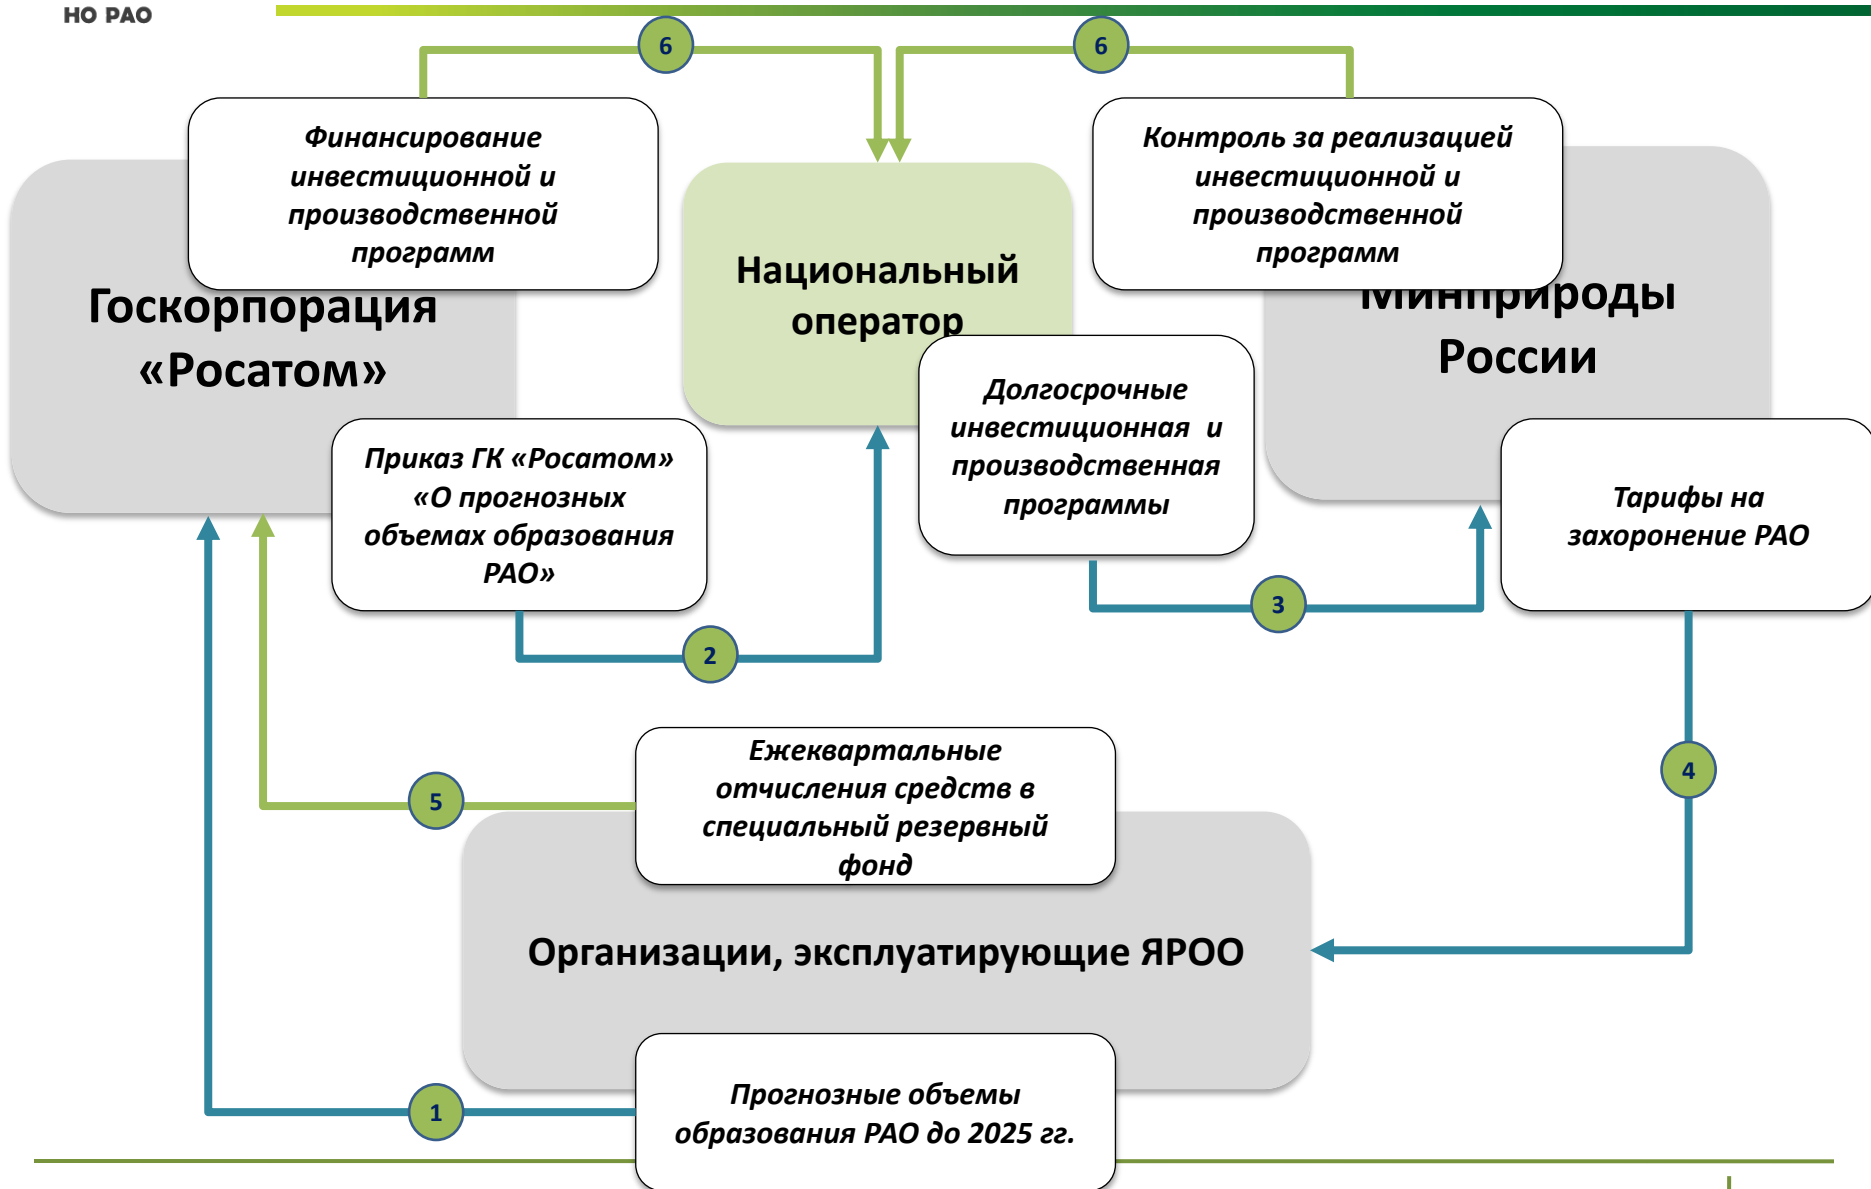 НО РАО
6
6
Финансирование
инвестиционной и
производственной
программ
Контроль за реализацией
инвестиционной и
производственной
программ
Госкорпорация
«Росатом»
Национальный
оператор
Минприроды
России
Приказ ГК «Росатом»
«О прогнозных
объемах образования
РАО»
Долгосрочные
инвестиционная и
производственная
программы
Тарифы на
захоронение РАО
3
2
4
Ежеквартальные
отчисления средств в
специальный резервный
фонд
5
Организации, эксплуатирующие ЯРОО
1
Прогнозные объемы
образования РАО до 2025 гг.